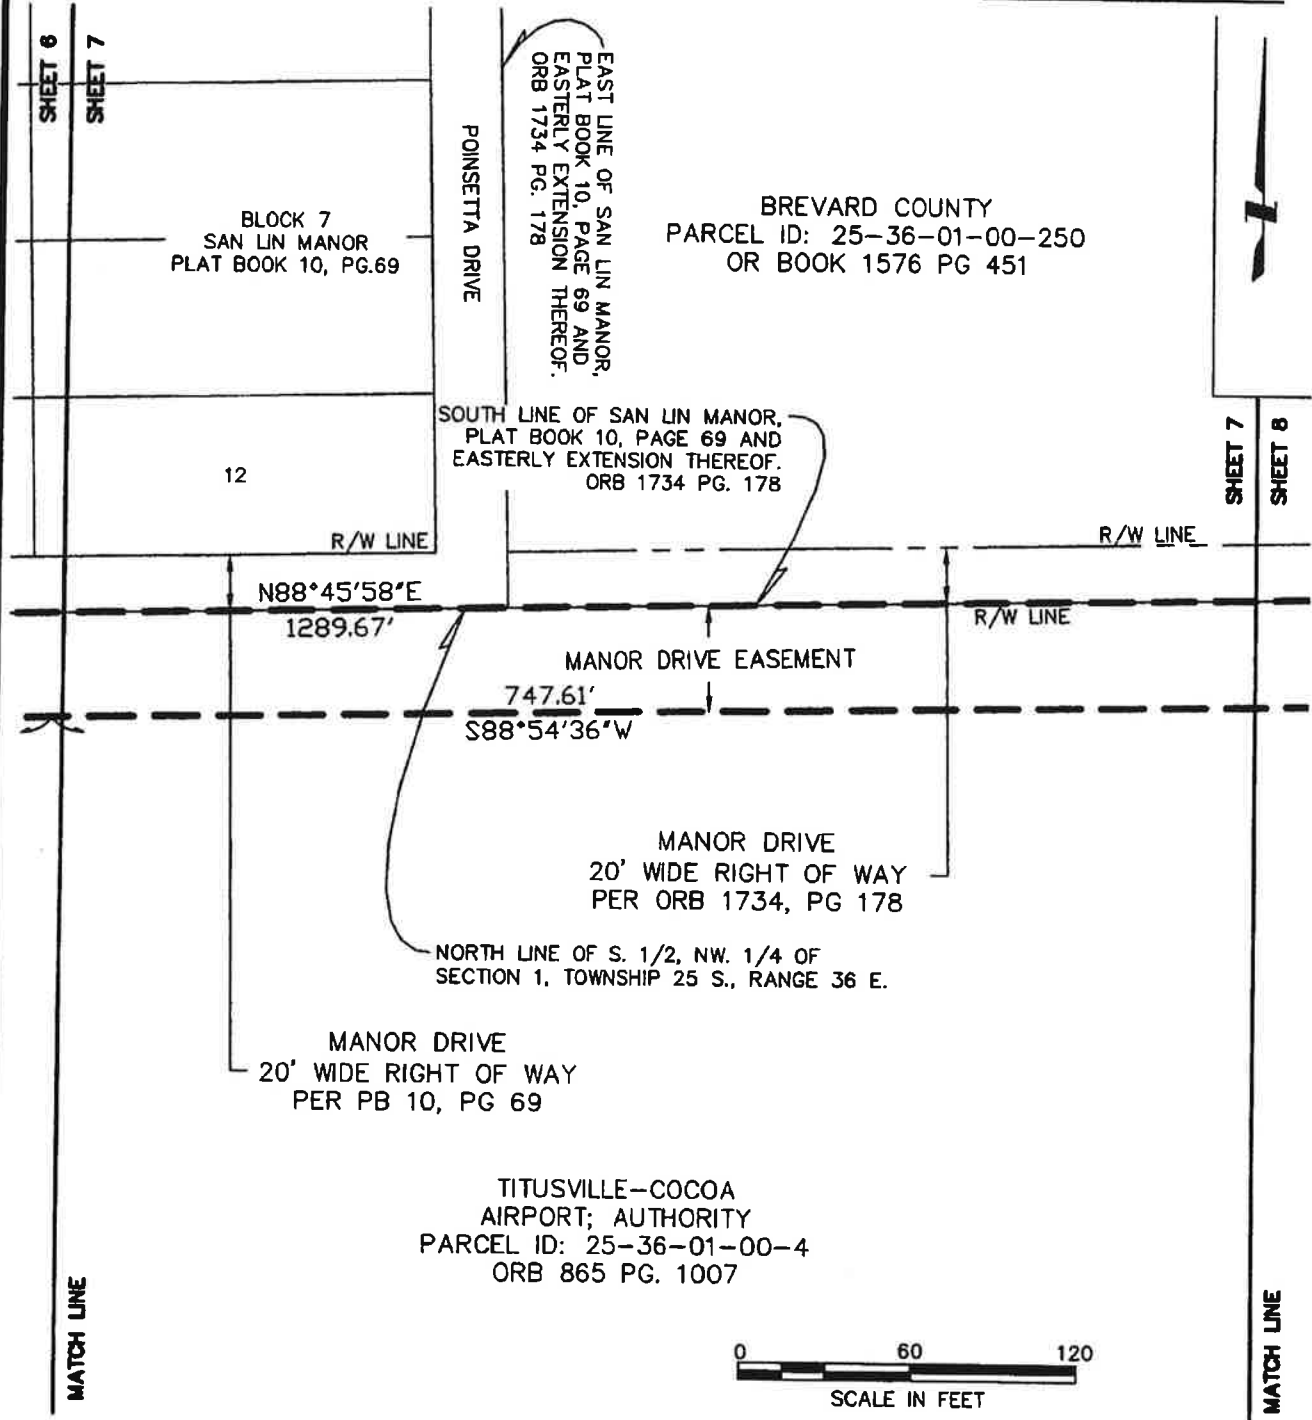 SHEET 6
SHEET 7
EAST LINE OF SAN LIN MANOR,
PLAT BOOK 10, PAGE 69 AND
EASTERLY EXTENSION THEREOF.
ORB 1734 PG. 178
POINSETTA DRIVE
BLOCK 7
SAN LIN MANOR
PLAT BOOK 10, PG.69
BREVARD COUNTY
PARCEL ID: 25-36-01-00-250
OR BOOK 1576 PG 451
N
SOUTH LINE OF SAN LIN MANOR,
PLAT BOOK 10, PAGE 69 AND
EASTERLY EXTENSION THEREOF.
ORB 1734 PG. 178
12
SHEET 7
SHEET 8
R/W LINE
R/W LINE
N88°45'58"E
1289.67'
R/W LINE
MANOR DRIVE EASEMENT
747.61'
S88°54'36"W
MANOR DRIVE
20' WIDE RIGHT OF WAY
PER ORB 1734, PG 178
NORTH LINE OF S. 1/2, NW. 1/4 OF
SECTION 1, TOWNSHIP 25 S., RANGE 36 E.
MANOR DRIVE
20' WIDE RIGHT OF WAY
PER PB 10, PG 69
TITUSVILLE-COCOA
AIRPORT; AUTHORITY
PARCEL ID: 25-36-01-00-4
ORB 865 PG. 1007
MATCH LINE
MATCH LINE
0 60 120
SCALE IN FEET